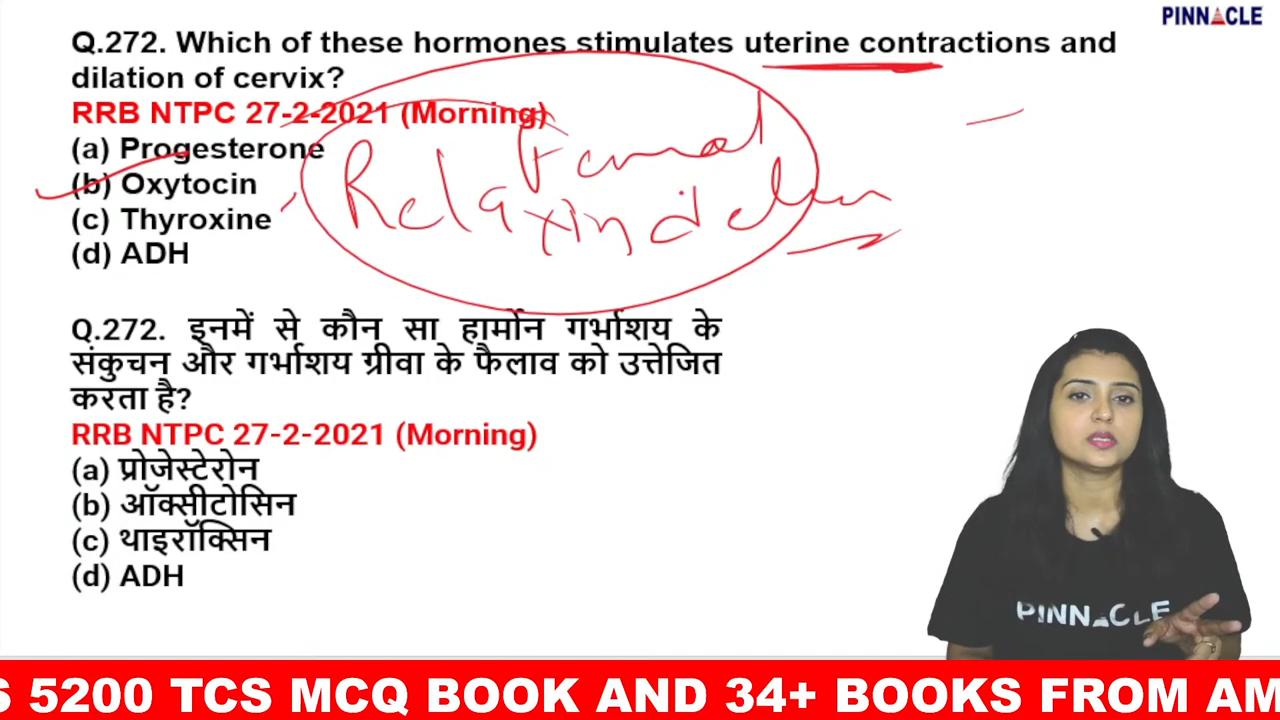 PINNACLE
Q.272. Which of these hormones stimulates uterine contractions and
dilation of cervix?
RRB NTPC 27-2-2021 (Morning)
(a) Progesterone
(b) Oxytocin
(c) Thyroxine
(d) ADH
Relaxin
Q.272. इनमें से कौन सा हार्मोन गर्भाशय के
संकुचन और गर्भाशय ग्रीवा के फैलाव को उत्तेजित
करता है?
RRB NTPC 27-2-2021 (Morning)
(a) प्रोजेस्टेरोन
(b) ऑक्सीटोसिन
(c) थाइरॉक्सिन
(d) ADH
PINNACLE
S 5200 TCS MCQ BOOK AND 34+ BOOKS FROM AM